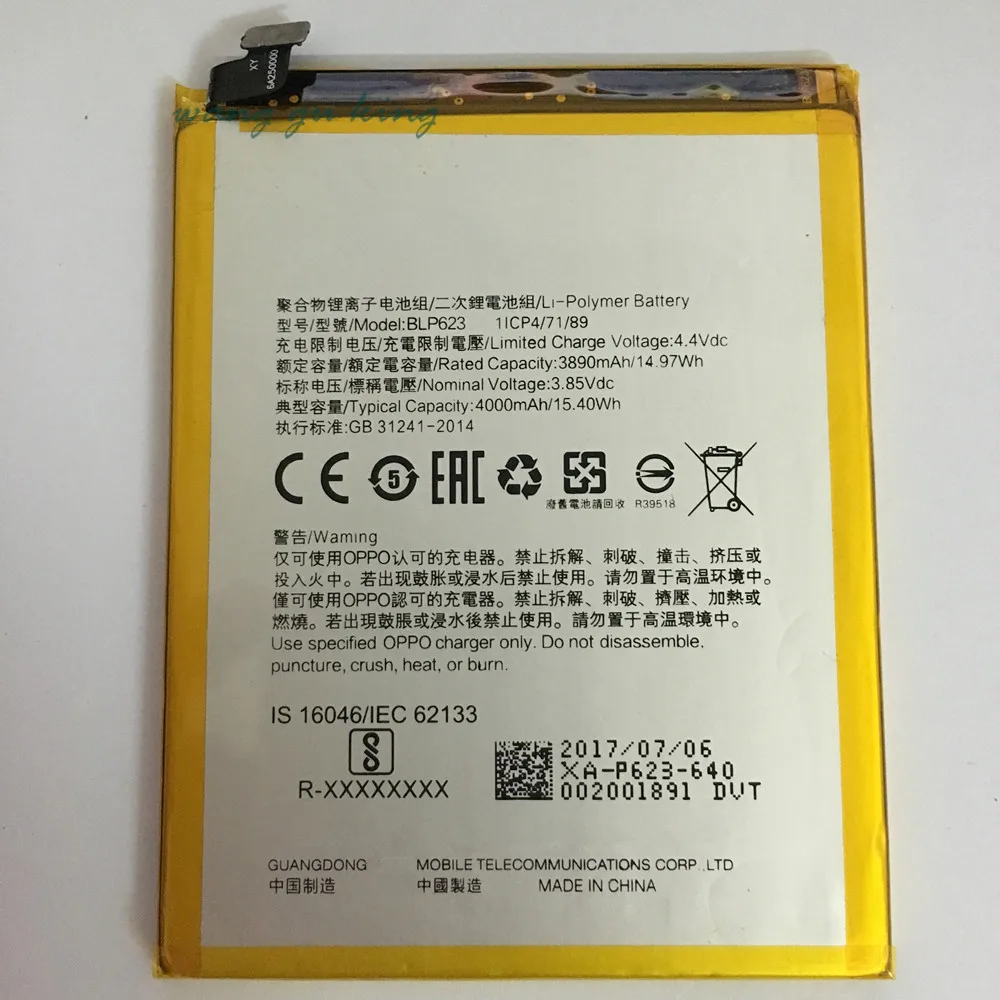 XY
6A250000
wang gu king
聚合物锂离子电池组/二次鋰電池組/Li-Polymer Battery
型号/型號/Model:BLP623 1ICP4/71/89
充电限制电压/充電限制電壓/Limited Charge Voltage:4.4Vdc
额定容量/額定電容量/Rated Capacity:3890mAh/14.97Wh
标称电压/標稱電壓/Nominal Voltage:3.85Vdc
典型容量/Typical Capacity:4000mAh/15.40Wh
执行标准:GB 31241-2014
CE 5 EAC
廢舊電池請回收 R39518
警告/Waming
仅可使用OPPO认可的充电器。禁止拆解、刺破、撞击、挤压或
投入火中。若出现鼓胀或浸水后禁止使用。请勿置于高温环境中。
僅可使用OPPO認可的充電器。禁止拆解、刺破、擠壓、加熱或
燃燒。若出現鼓脹或浸水後禁止使用。請勿置于高溫環境中。
Use specified OPPO charger only. Do not disassemble,
puncture, crush, heat, or burn.
IS 16046/IEC 62133
R-XXXXXXXX
2017/07/06
XA-P623-640
002001891 DVT
GUANGDONG MOBILE TELECOMMUNICATIONS CORP.,LTD
中国制造 中國製造 MADE IN CHINA